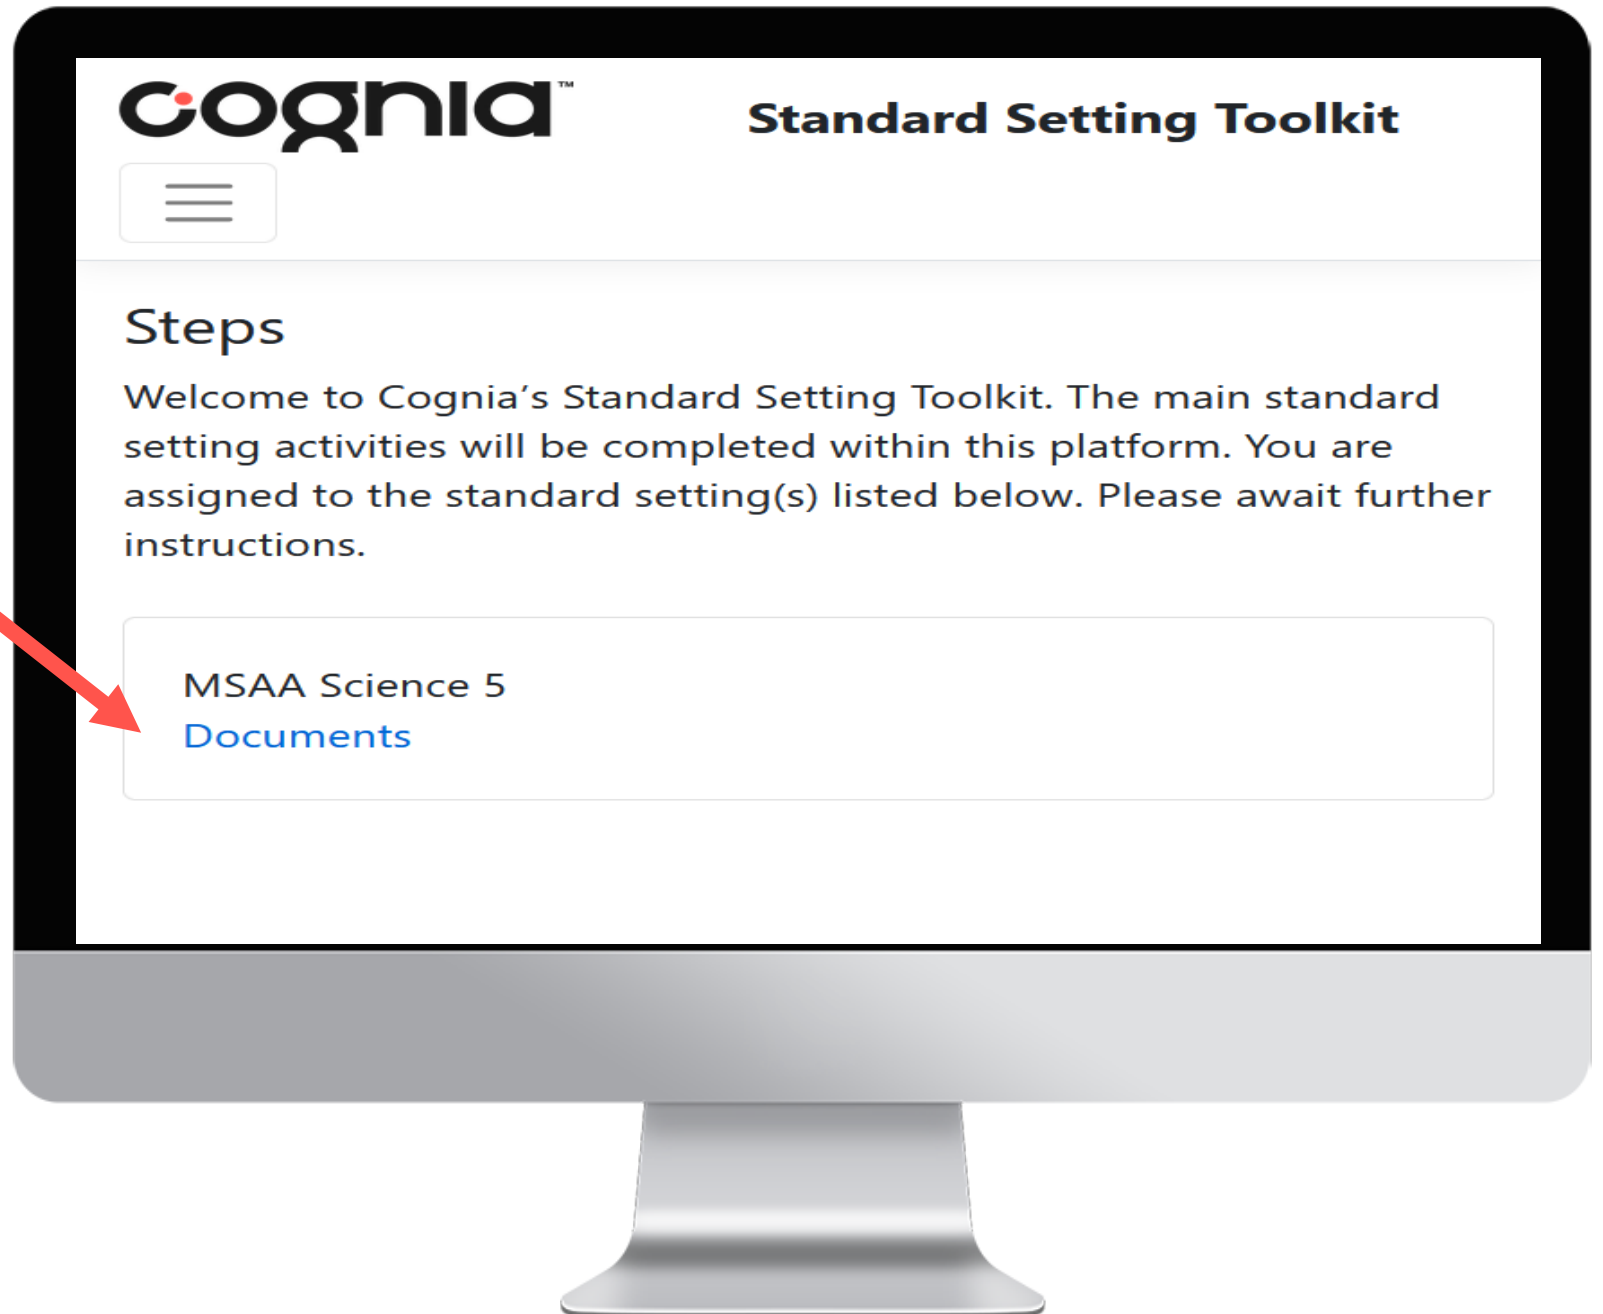 cognia™
Standard Setting Toolkit
Steps
Welcome to Cognia’s Standard Setting Toolkit. The main standard
setting activities will be completed within this platform. You are
assigned to the standard setting(s) listed below. Please await further
instructions.
MSAA Science 5
Documents